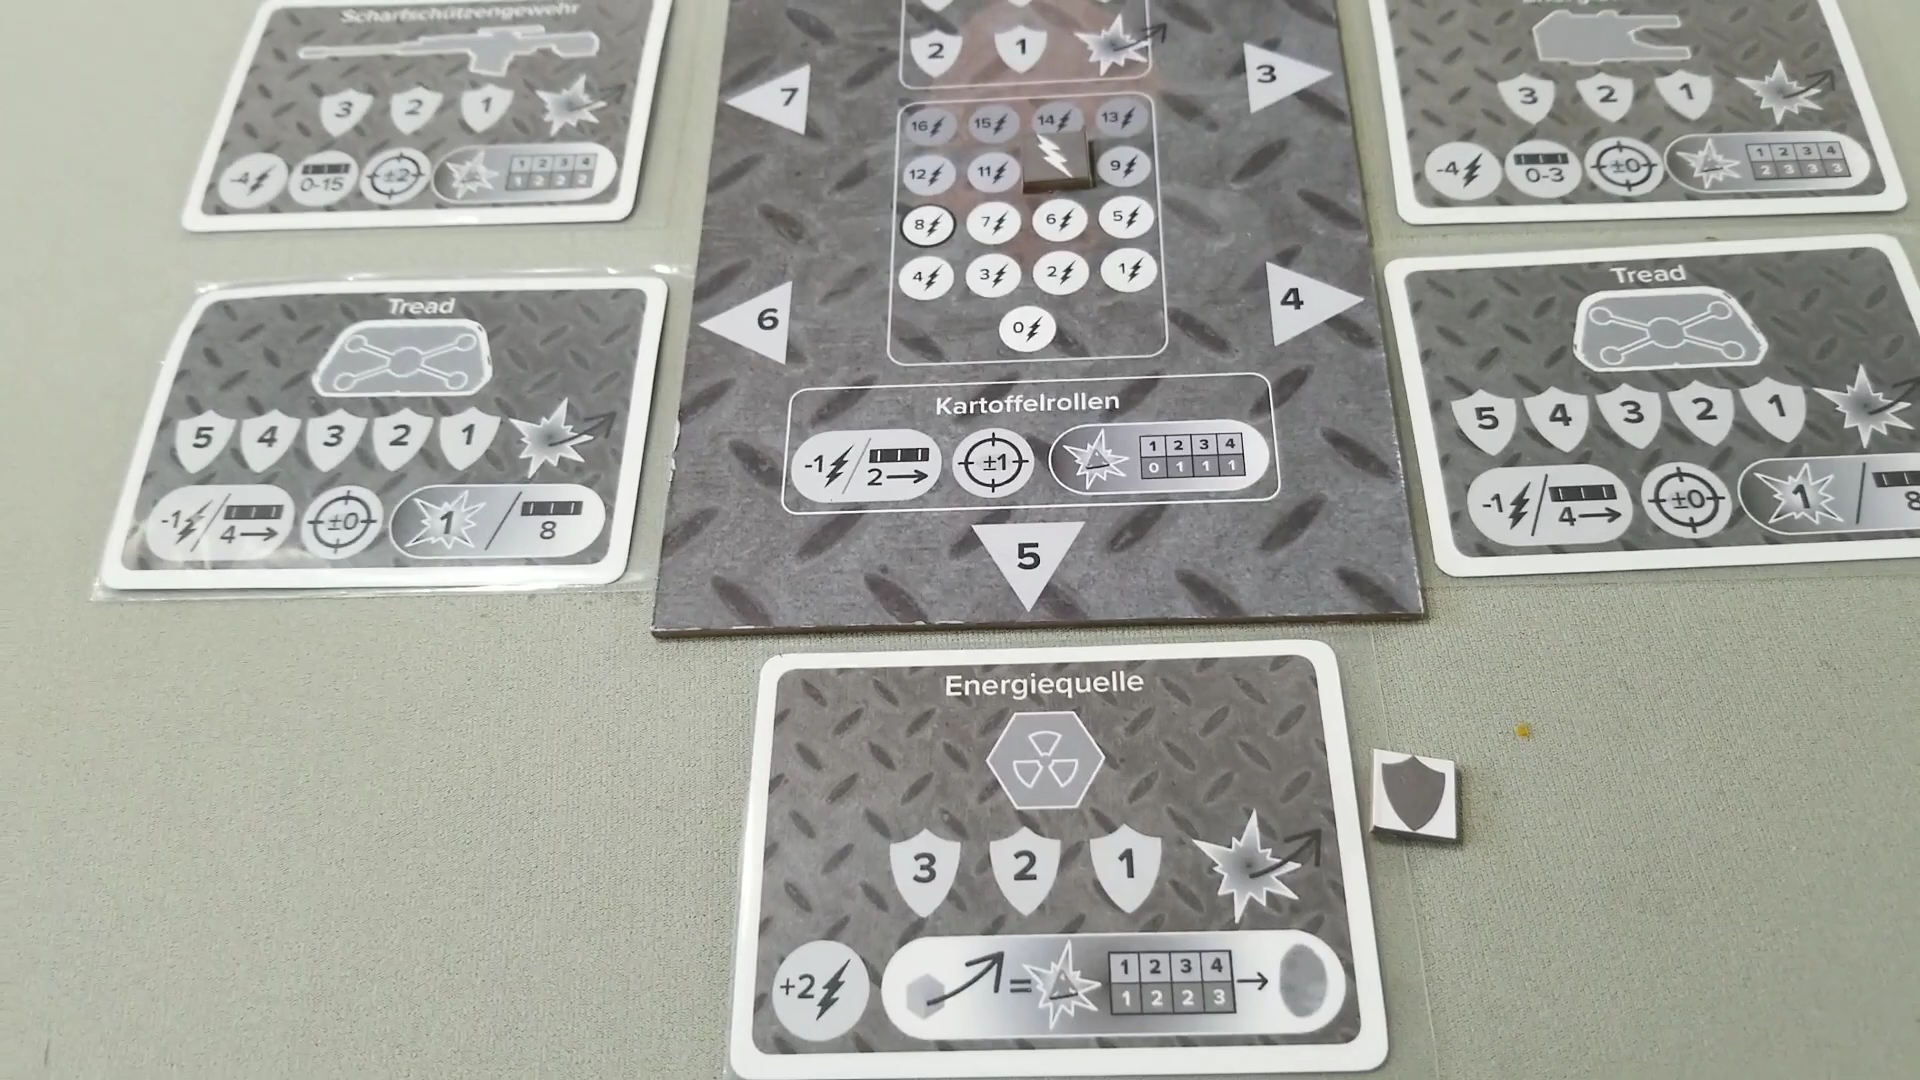 Scharfschützengewehr
3 2 1
-4 0-15 ±2 1 2 3 4
1 2 2 2
2 1
7
3
16 15 14 13
12 11 9
8 7 6 5
4 3 2 1
0
6
4
Kartoffelrollen
-1 / 2 ±1 1 2 3 4
0 1 1 1
5
3 2 1
-4 0-3 ±0 1 2 3 4
2 3 3 3
Tread
5 4 3 2 1
-1 / 4 ±0 1 / 8
Tread
5 4 3 2 1
-1 / 4 ±0 1 / 8
Energiequelle
3 2 1
+2 = 1 2 3 4
1 2 2 3